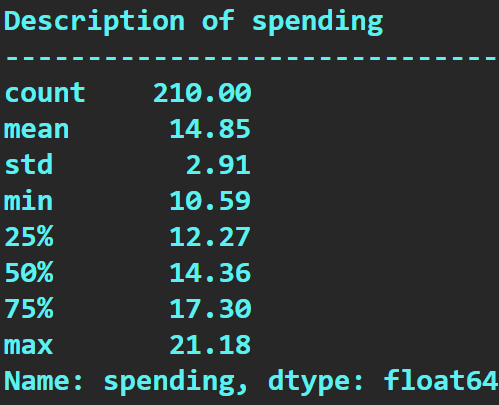 Description of spending
------------------------------
count    210.00
mean      14.85
std        2.91
min       10.59
25%       12.27
50%       14.36
75%       17.30
max       21.18
Name: spending, dtype: float64